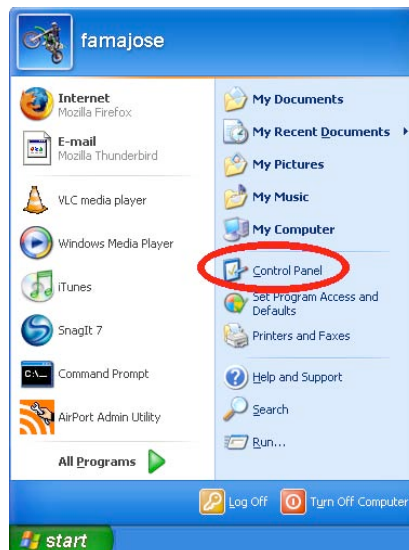 famajose
Internet
Mozilla Firefox
E-mail
Mozilla Thunderbird
VLC media player
Windows Media Player
iTunes
SnagIt 7
C:\_
Command Prompt
AirPort Admin Utility
All Programs
My Documents
My Recent Documents
My Pictures
My Music
My Computer
Control Panel
Set Program Access and
Defaults
Printers and Faxes
Help and Support
Search
Run...
Log Off
Turn Off Computer
start